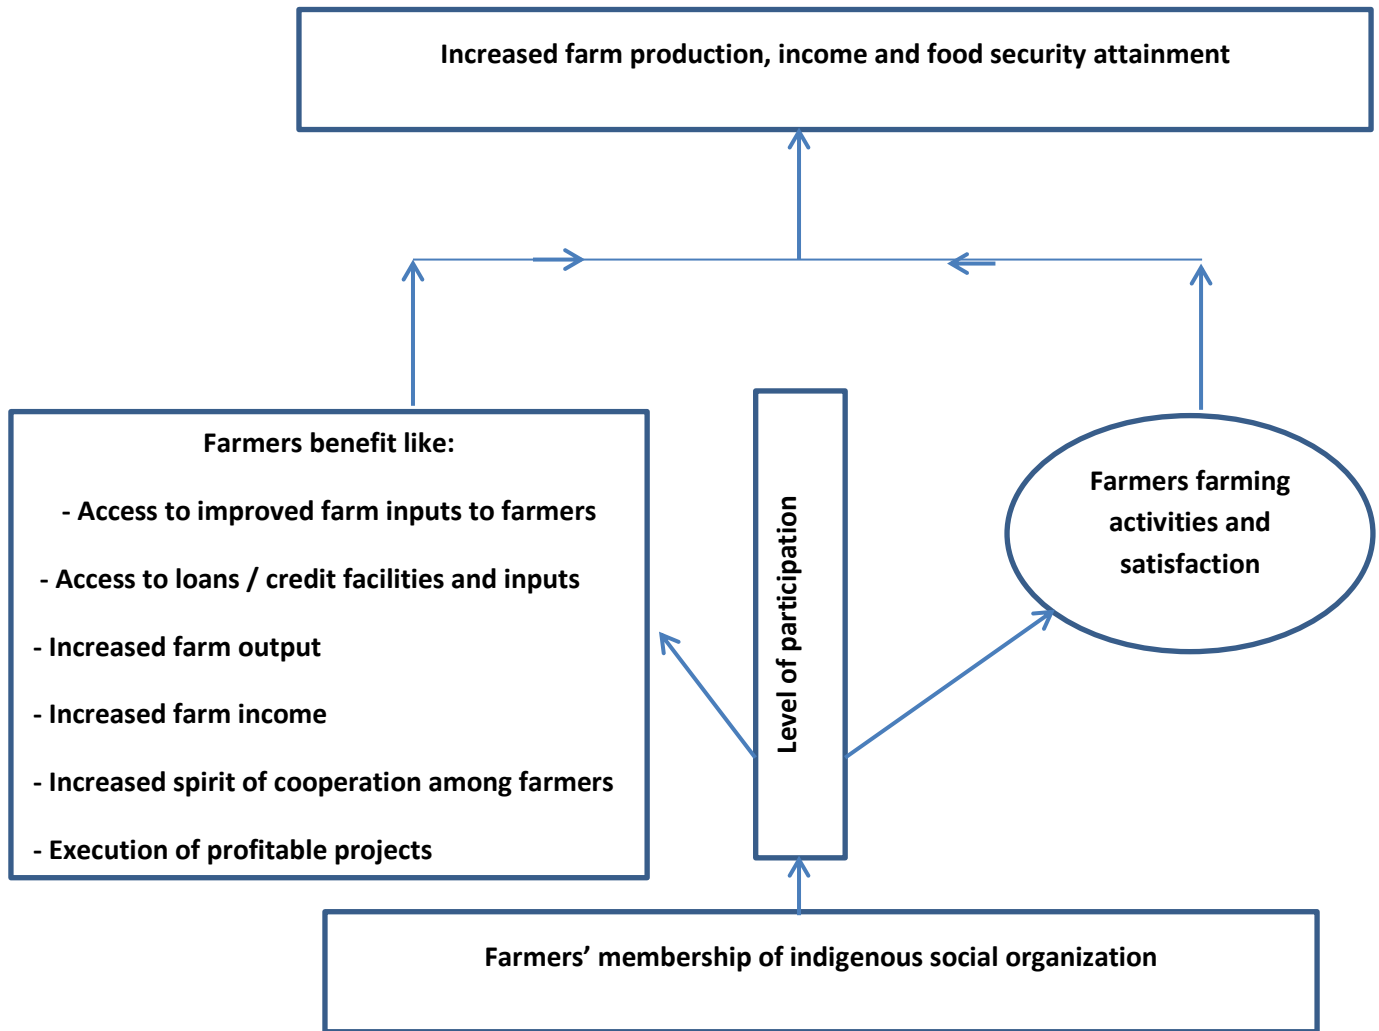 Increased farm production, income and food security attainment
Farmers benefit like:
- Access to improved farm inputs to farmers
- Access to loans / credit facilities and inputs
- Increased farm output
- Increased farm income
- Increased spirit of cooperation among farmers
- Execution of profitable projects
Level of participation
Farmers farming
activities and
satisfaction
Farmers’ membership of indigenous social organization